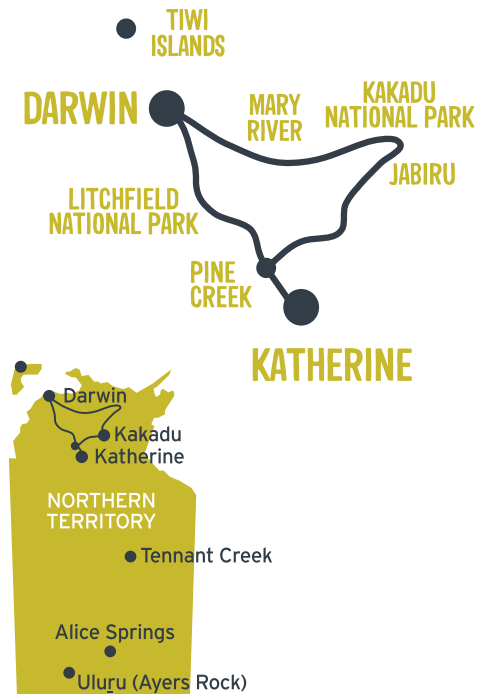 TIWI
ISLANDS
DARWIN
MARY
RIVER
KAKADU
NATIONAL PARK
JABIRU
LITCHFIELD
NATIONAL PARK
PINE
CREEK
KATHERINE
Darwin
Kakadu
Katherine
NORTHERN
TERRITORY
Tennant Creek
Alice Springs
Uluru (Ayers Rock)